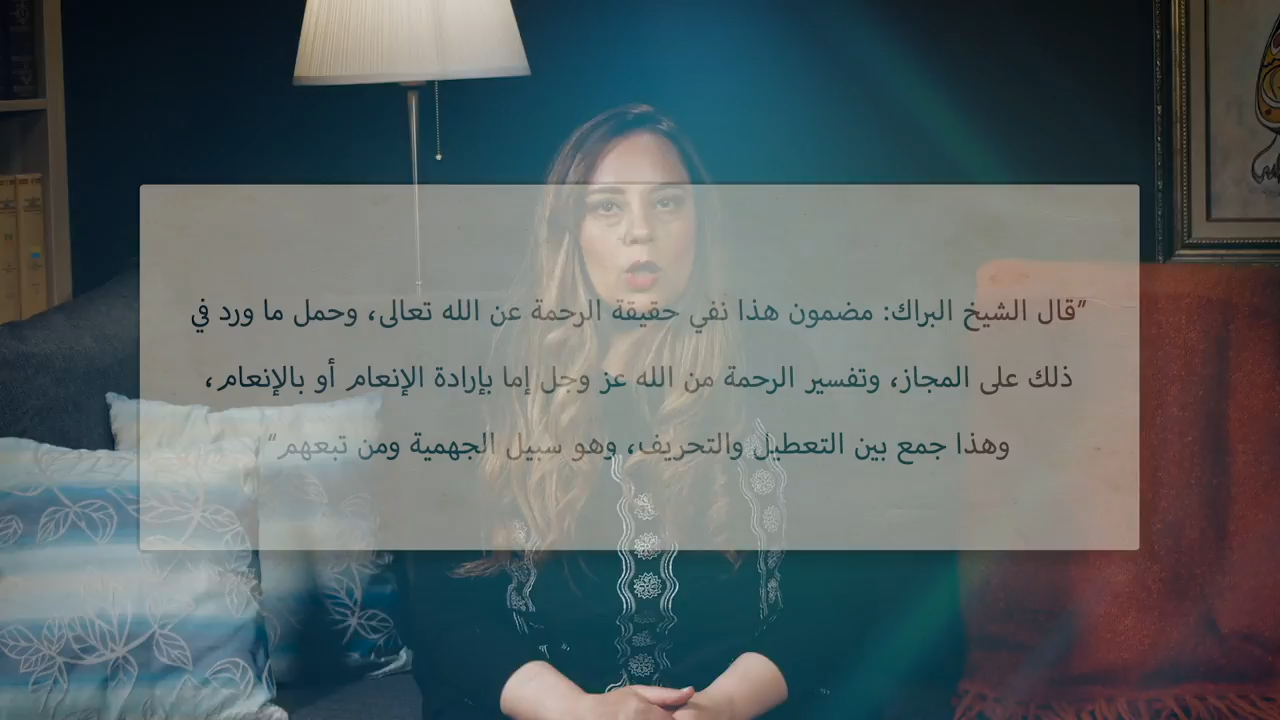 ”قال الشيخ البراك: مضمون هذا نفي حقيقة الرحمة عن الله تعالى، وحمل ما ورد في
ذلك على المجاز، وتفسير الرحمة من الله عز وجل إما بإرادة الإنعام أو بالإنعام،
وهذا جمع بين التعطيل والتحريف، وهو سبيل الجهمية ومن تبعهم“